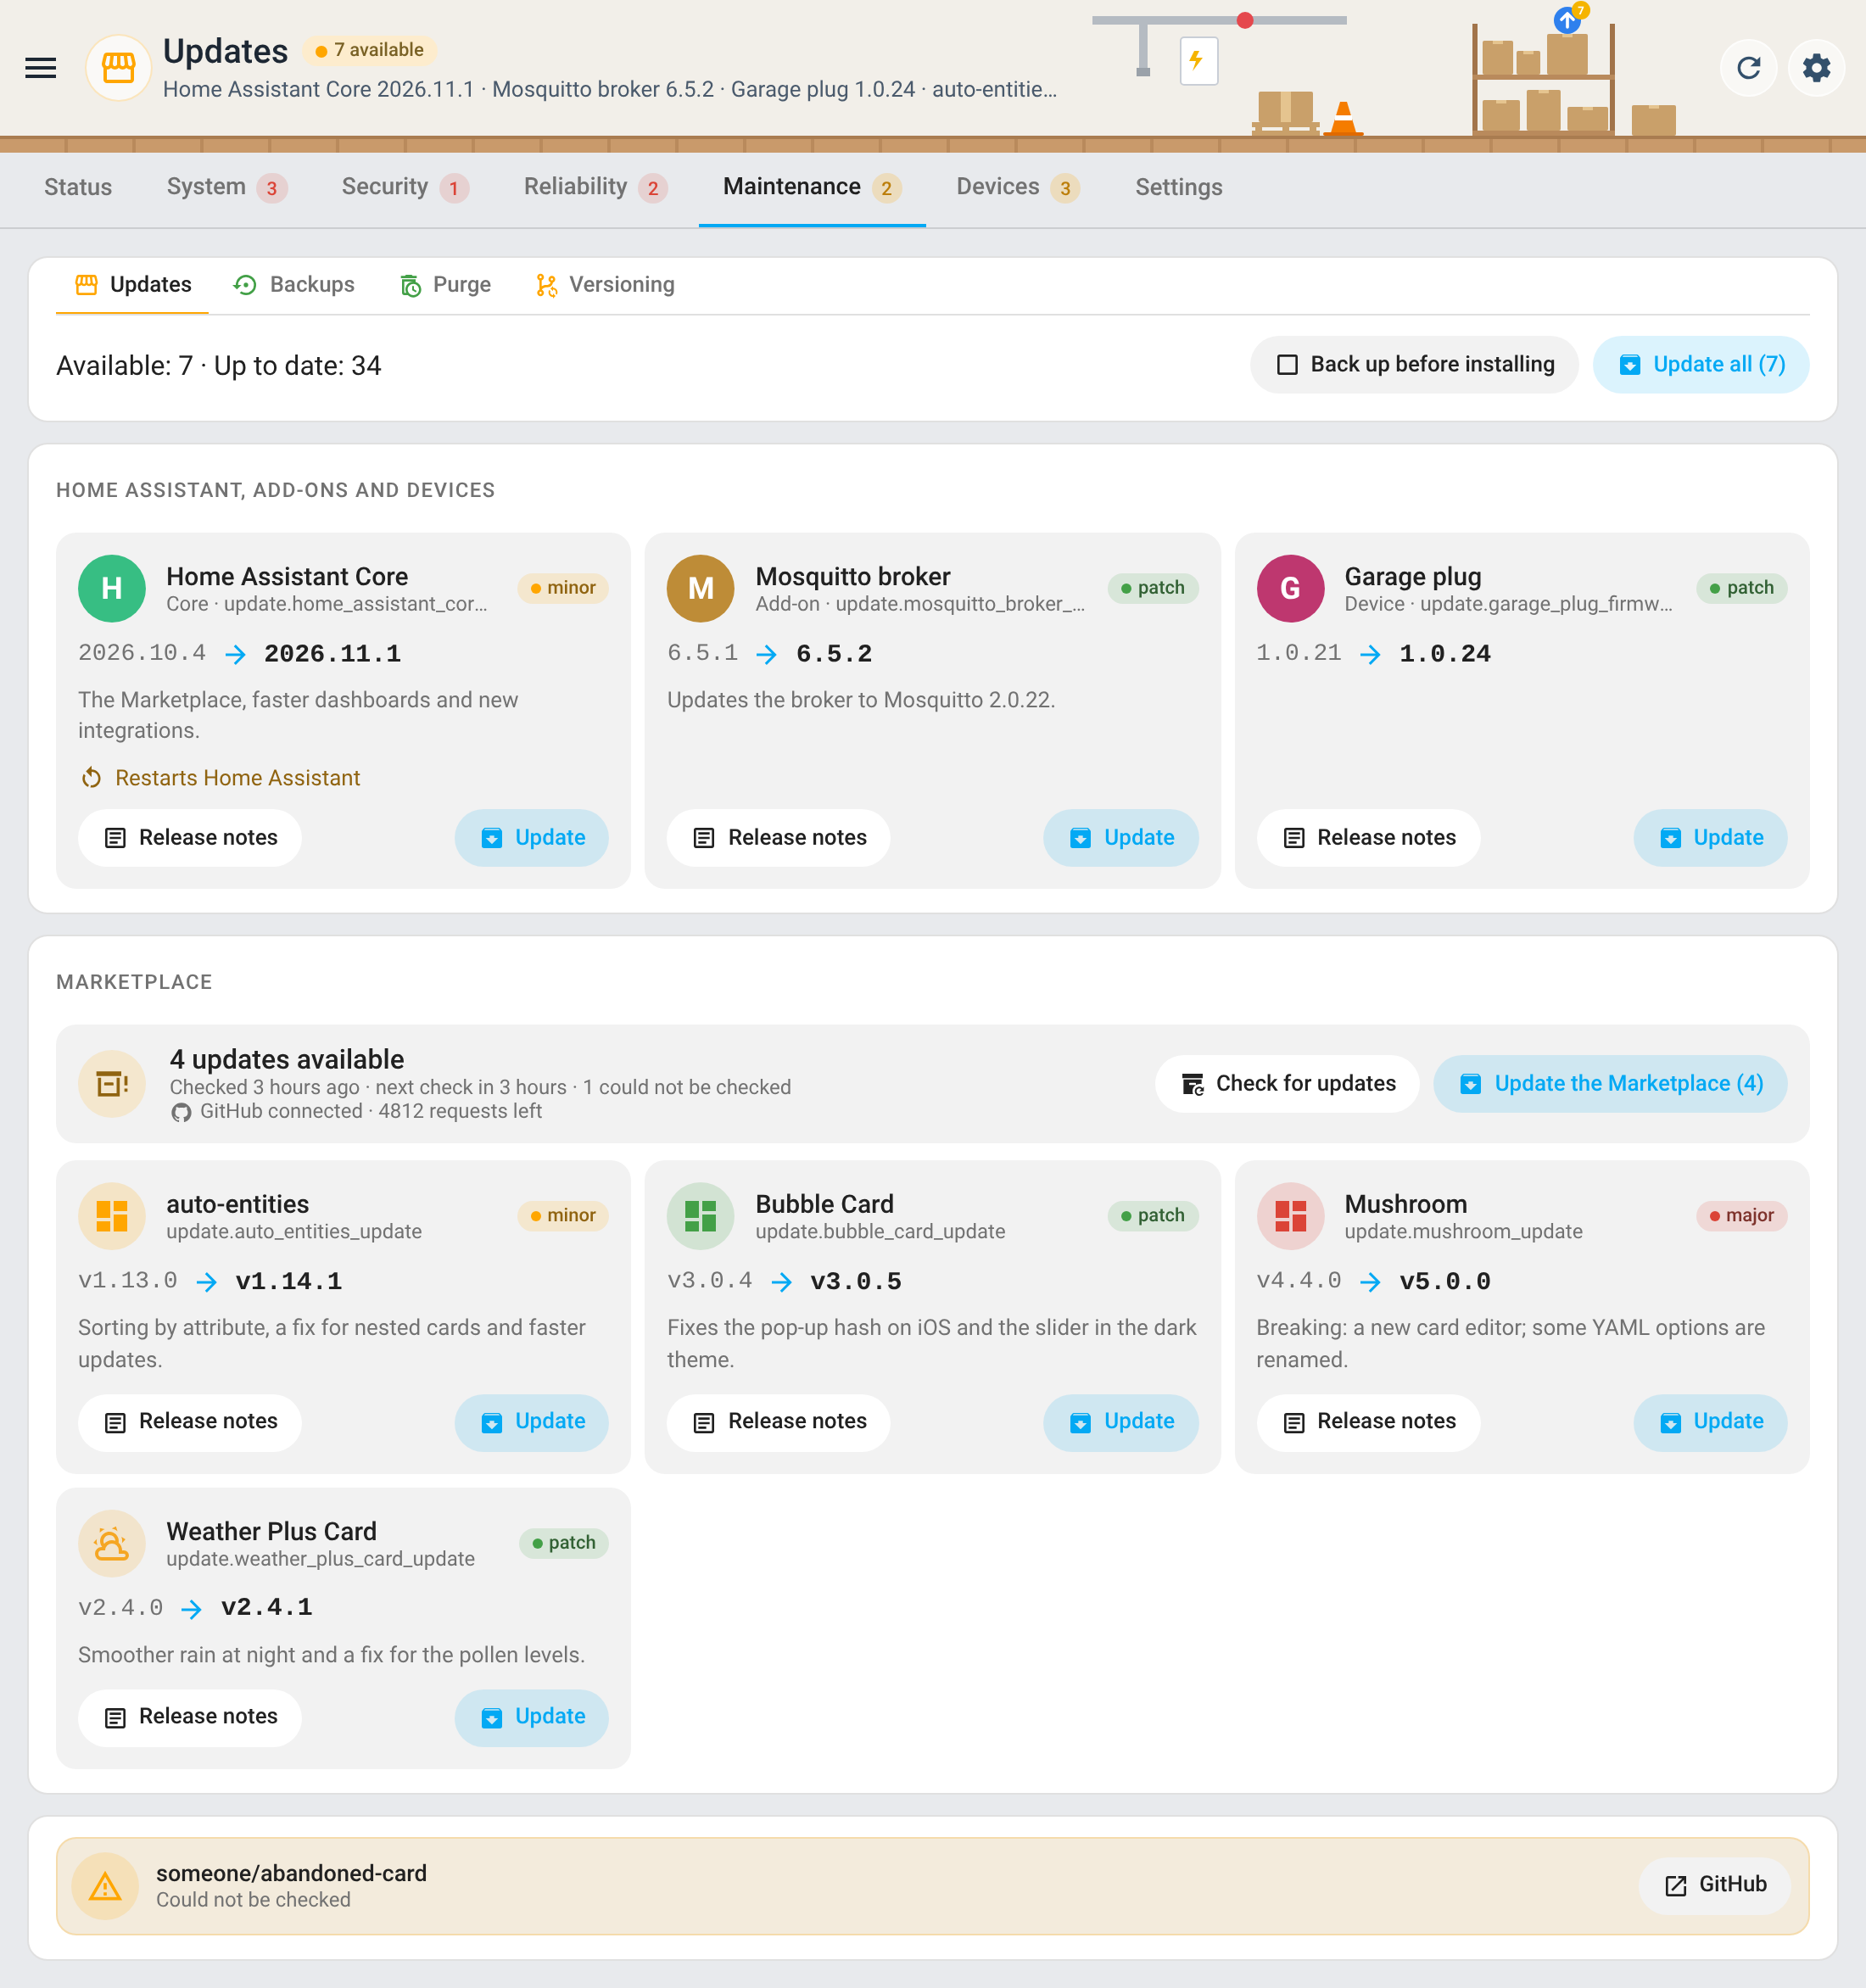 Updates
7 available
Home Assistant Core 2026.11.1 · Mosquitto broker 6.5.2 · Garage plug 1.0.24 · auto-entitie…
7
Status
System 3
Security 1
Reliability 2
Maintenance 2
Devices 3
Settings
Updates
Backups
Purge
Versioning
Available: 7 · Up to date: 34
Back up before installing
Update all (7)
HOME ASSISTANT, ADD-ONS AND DEVICES
H
Home Assistant Core
Core · update.home_assistant_cor…
minor
2026.10.4 → 2026.11.1
The Marketplace, faster dashboards and new
integrations.
Restarts Home Assistant
Release notes
Update
M
Mosquitto broker
Add-on · update.mosquitto_broker_…
patch
6.5.1 → 6.5.2
Updates the broker to Mosquitto 2.0.22.
Release notes
Update
G
Garage plug
Device · update.garage_plug_firmw…
patch
1.0.21 → 1.0.24
Release notes
Update
MARKETPLACE
4 updates available
Checked 3 hours ago · next check in 3 hours · 1 could not be checked
GitHub connected · 4812 requests left
Check for updates
Update the Marketplace (4)
auto-entities
update.auto_entities_update
minor
v1.13.0 → v1.14.1
Sorting by attribute, a fix for nested cards and faster
updates.
Release notes
Update
Bubble Card
update.bubble_card_update
patch
v3.0.4 → v3.0.5
Fixes the pop-up hash on iOS and the slider in the dark
theme.
Release notes
Update
Mushroom
update.mushroom_update
major
v4.4.0 → v5.0.0
Breaking: a new card editor; some YAML options are
renamed.
Release notes
Update
Weather Plus Card
update.weather_plus_card_update
patch
v2.4.0 → v2.4.1
Smoother rain at night and a fix for the pollen levels.
Release notes
Update
someone/abandoned-card
Could not be checked
GitHub